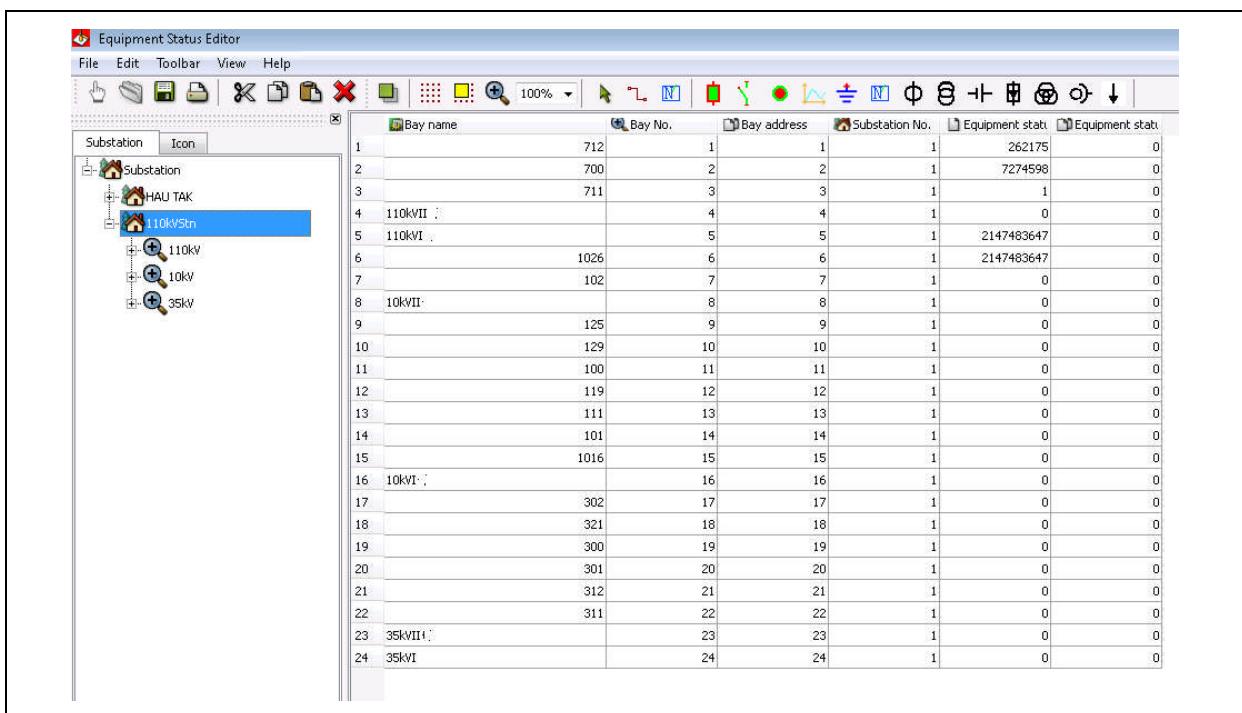 Equipment Status Editor
File Edit Toolbar View Help
100%
Substation Icon
Substation
HAU TAK
110kVStn
110kV
10kV
35kV
Bay name Bay No. Bay address Substation No. Equipment statu Equipment statu
1 712 1 1 1 262175 0
2 700 2 2 1 7274598 0
3 711 3 3 1 1 0
4 110kVII 4 4 1 0 0
5 110kVI 5 5 1 2147483647 0
6 1026 6 6 1 2147483647 0
7 102 7 7 1 0 0
8 10kVII 8 8 1 0 0
9 125 9 9 1 0 0
10 129 10 10 1 0 0
11 100 11 11 1 0 0
12 119 12 12 1 0 0
13 111 13 13 1 0 0
14 101 14 14 1 0 0
15 1016 15 15 1 0 0
16 10kVI 16 16 1 0 0
17 302 17 17 1 0 0
18 321 18 18 1 0 0
19 300 19 19 1 0 0
20 301 20 20 1 0 0
21 312 21 21 1 0 0
22 311 22 22 1 0 0
23 35kVII 23 23 1 0 0
24 35kVI 24 24 1 0 0